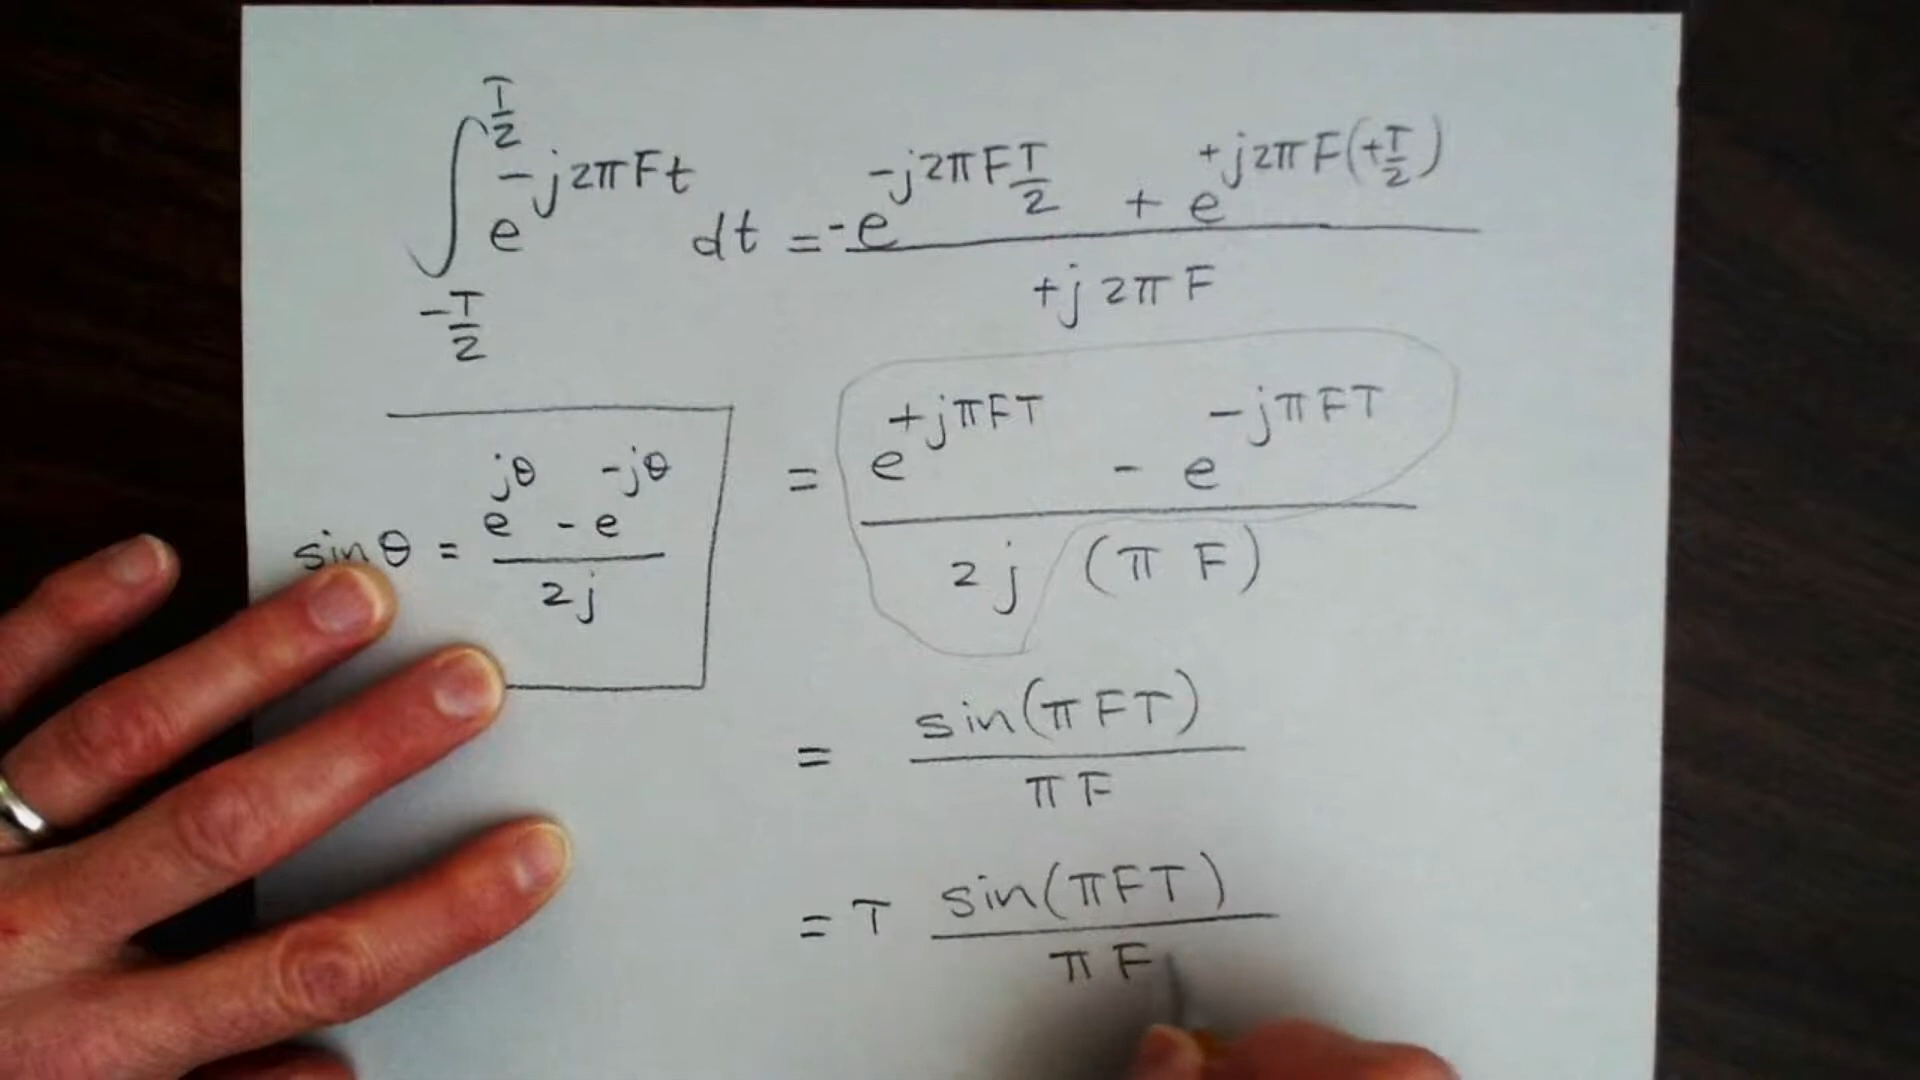 ∫_{-T/2}^{T/2} e^{-j2πFt} dt = (-e^{-j2πF T/2} + e^{+j2πF(+T/2)}) / (+j2πF)
sinθ = (e^{jθ} - e^{-jθ}) / (2j)
= (e^{+jπFT} - e^{-jπFT}) / (2j (πF))
= sin(πFT) / (πF)
= T sin(πFT) / (πF